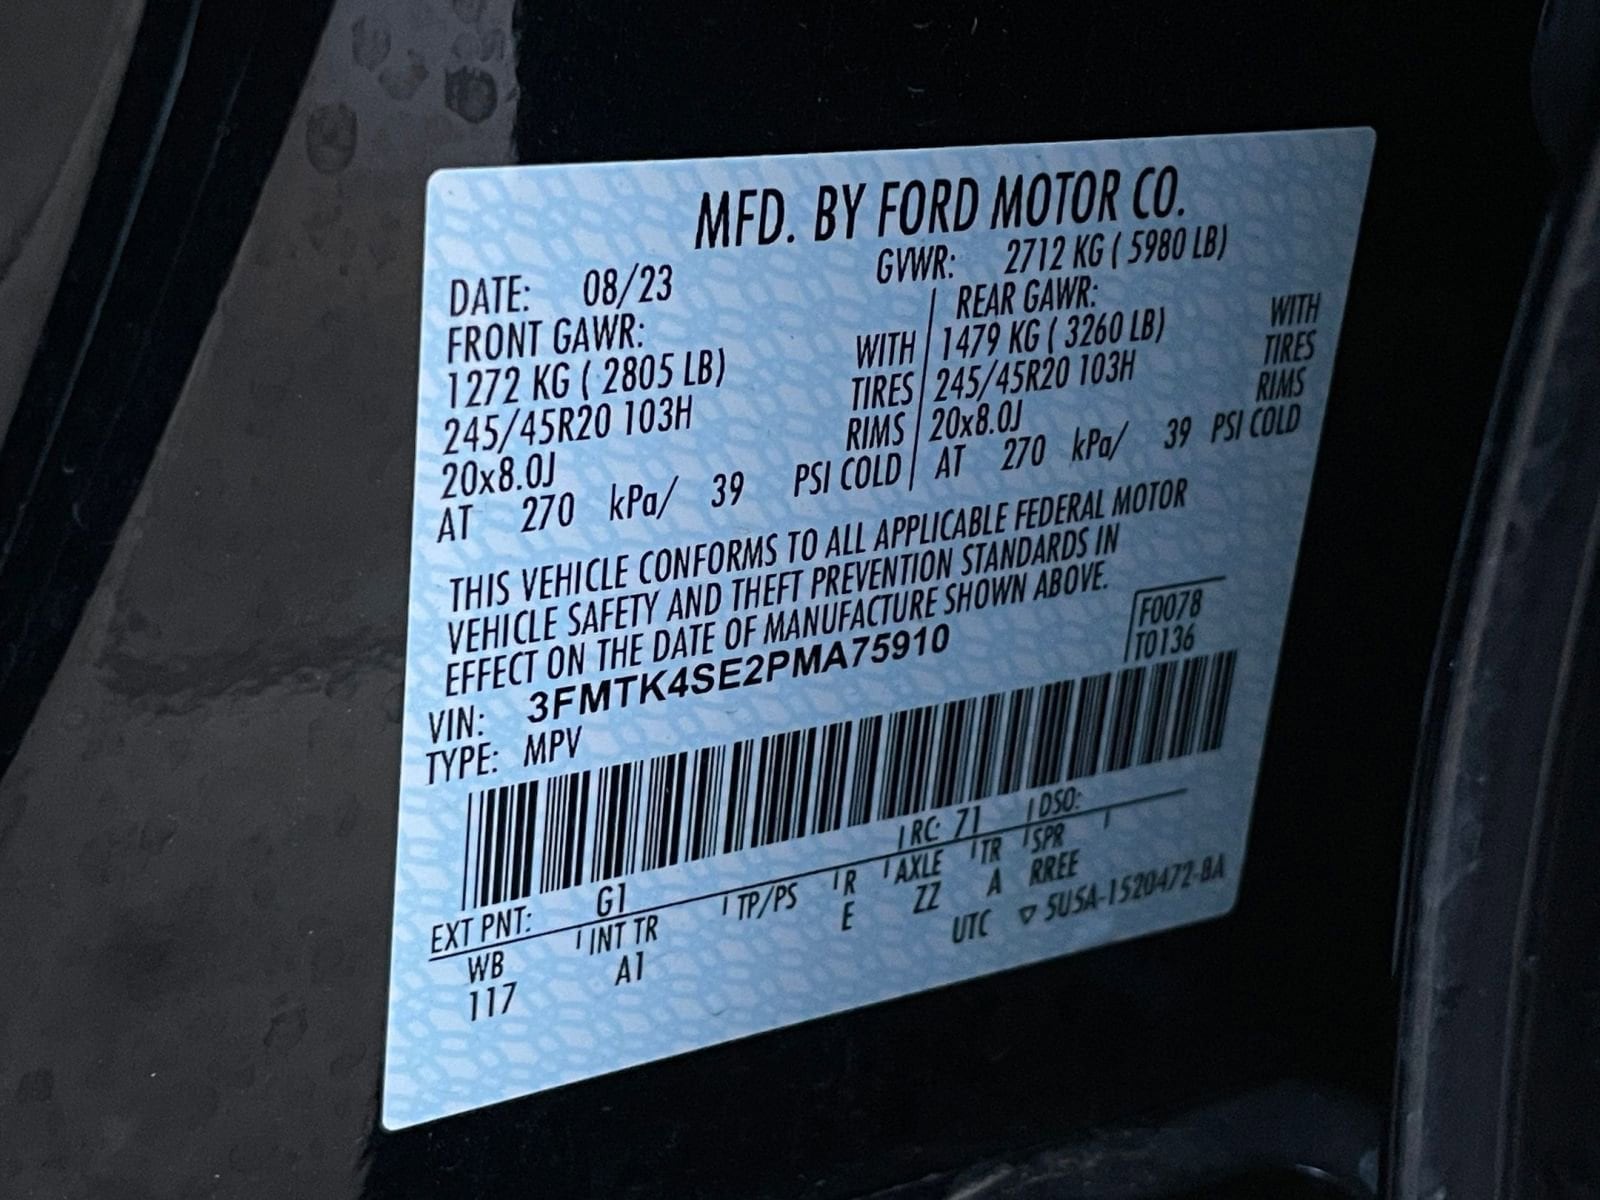 MFD. BY FORD MOTOR CO.
DATE: 08/23 GVWR: 2712 KG ( 5980 LB)
FRONT GAWR: REAR GAWR:
1272 KG ( 2805 LB) WITH 1479 KG ( 3260 LB) WITH
245/45R20 103H TIRES 245/45R20 103H TIRES
20x8.0J RIMS 20x8.0J RIMS
AT 270 kPa/ 39 PSI COLD AT 270 kPa/ 39 PSI COLD
THIS VEHICLE CONFORMS TO ALL APPLICABLE FEDERAL MOTOR
VEHICLE SAFETY AND THEFT PREVENTION STANDARDS IN
EFFECT ON THE DATE OF MANUFACTURE SHOWN ABOVE.
VIN: 3FMTK4SE2PMA75910 F0078
TYPE: MPV T0136
EXT PNT: G1 RC: 71 DSO:
WB INT TR TP/PS R AXLE TR SPR
117 A1 E ZZ A RREE
UTC ▽ 5U5A-1520472-BA